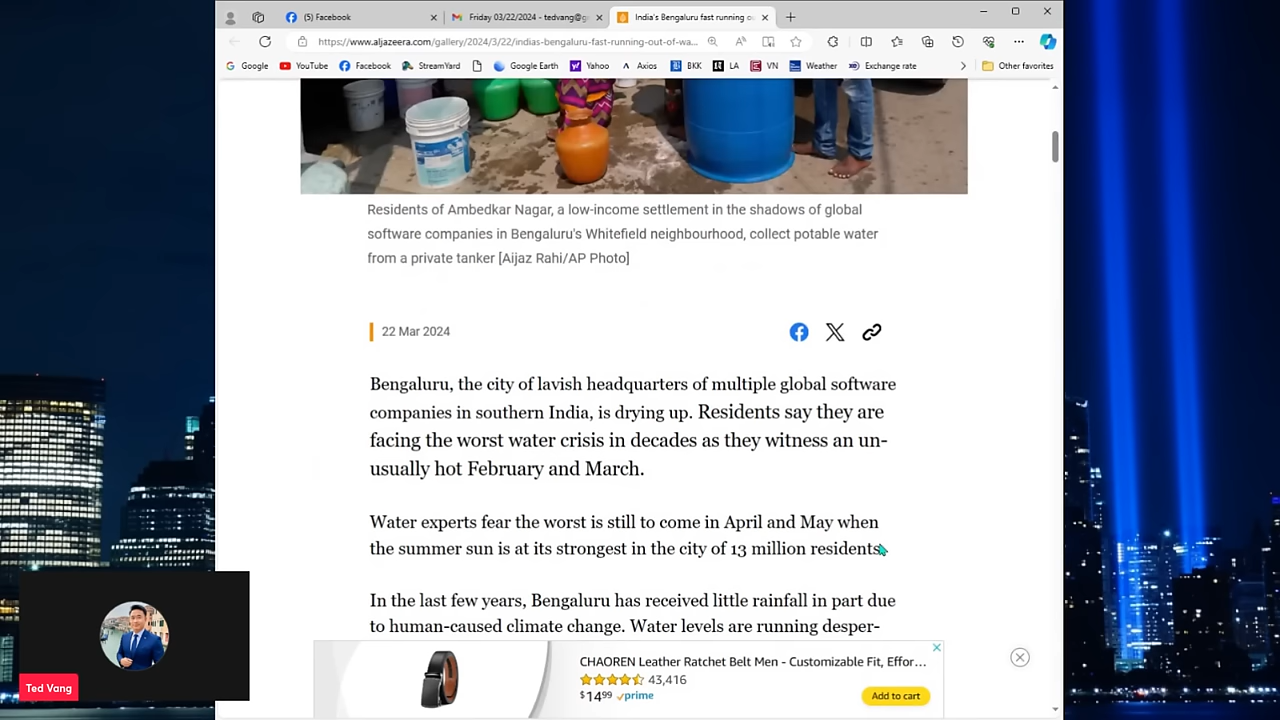 (5) Facebook
Friday 03/22/2024 - tedvang@g
India's Bengaluru fast running o
https://www.aljazeera.com/gallery/2024/3/22/indias-bengaluru-fast-running-out-of-wa...
Google YouTube Facebook StreamYard Google Earth Yahoo Axios BKK LA VN Weather Exchange rate Other favorites
Residents of Ambedkar Nagar, a low-income settlement in the shadows of global
software companies in Bengaluru's Whitefield neighbourhood, collect potable water
from a private tanker [Aijaz Rahi/AP Photo]
22 Mar 2024
Bengaluru, the city of lavish headquarters of multiple global software
companies in southern India, is drying up. Residents say they are
facing the worst water crisis in decades as they witness an un-
usually hot February and March.
Water experts fear the worst is still to come in April and May when
the summer sun is at its strongest in the city of 13 million residents
In the last few years, Bengaluru has received little rainfall in part due
to human-caused climate change. Water levels are running desper-
CHAOREN Leather Ratchet Belt Men - Customizable Fit, Effor...
43,416
$14.99 prime
Add to cart
Ted Vang